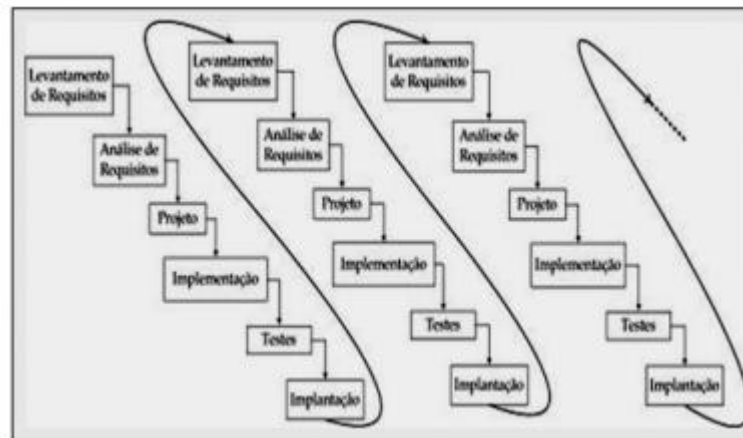 Levantamento
de Requisitos
Análise de
Requisitos
Projeto
Implementação
Testes
Implantação
Levantamento
de Requisitos
Análise de
Requisitos
Projeto
Implementação
Testes
Implantação
Levantamento
de Requisitos
Análise de
Requisitos
Projeto
Implementação
Testes
Implantação